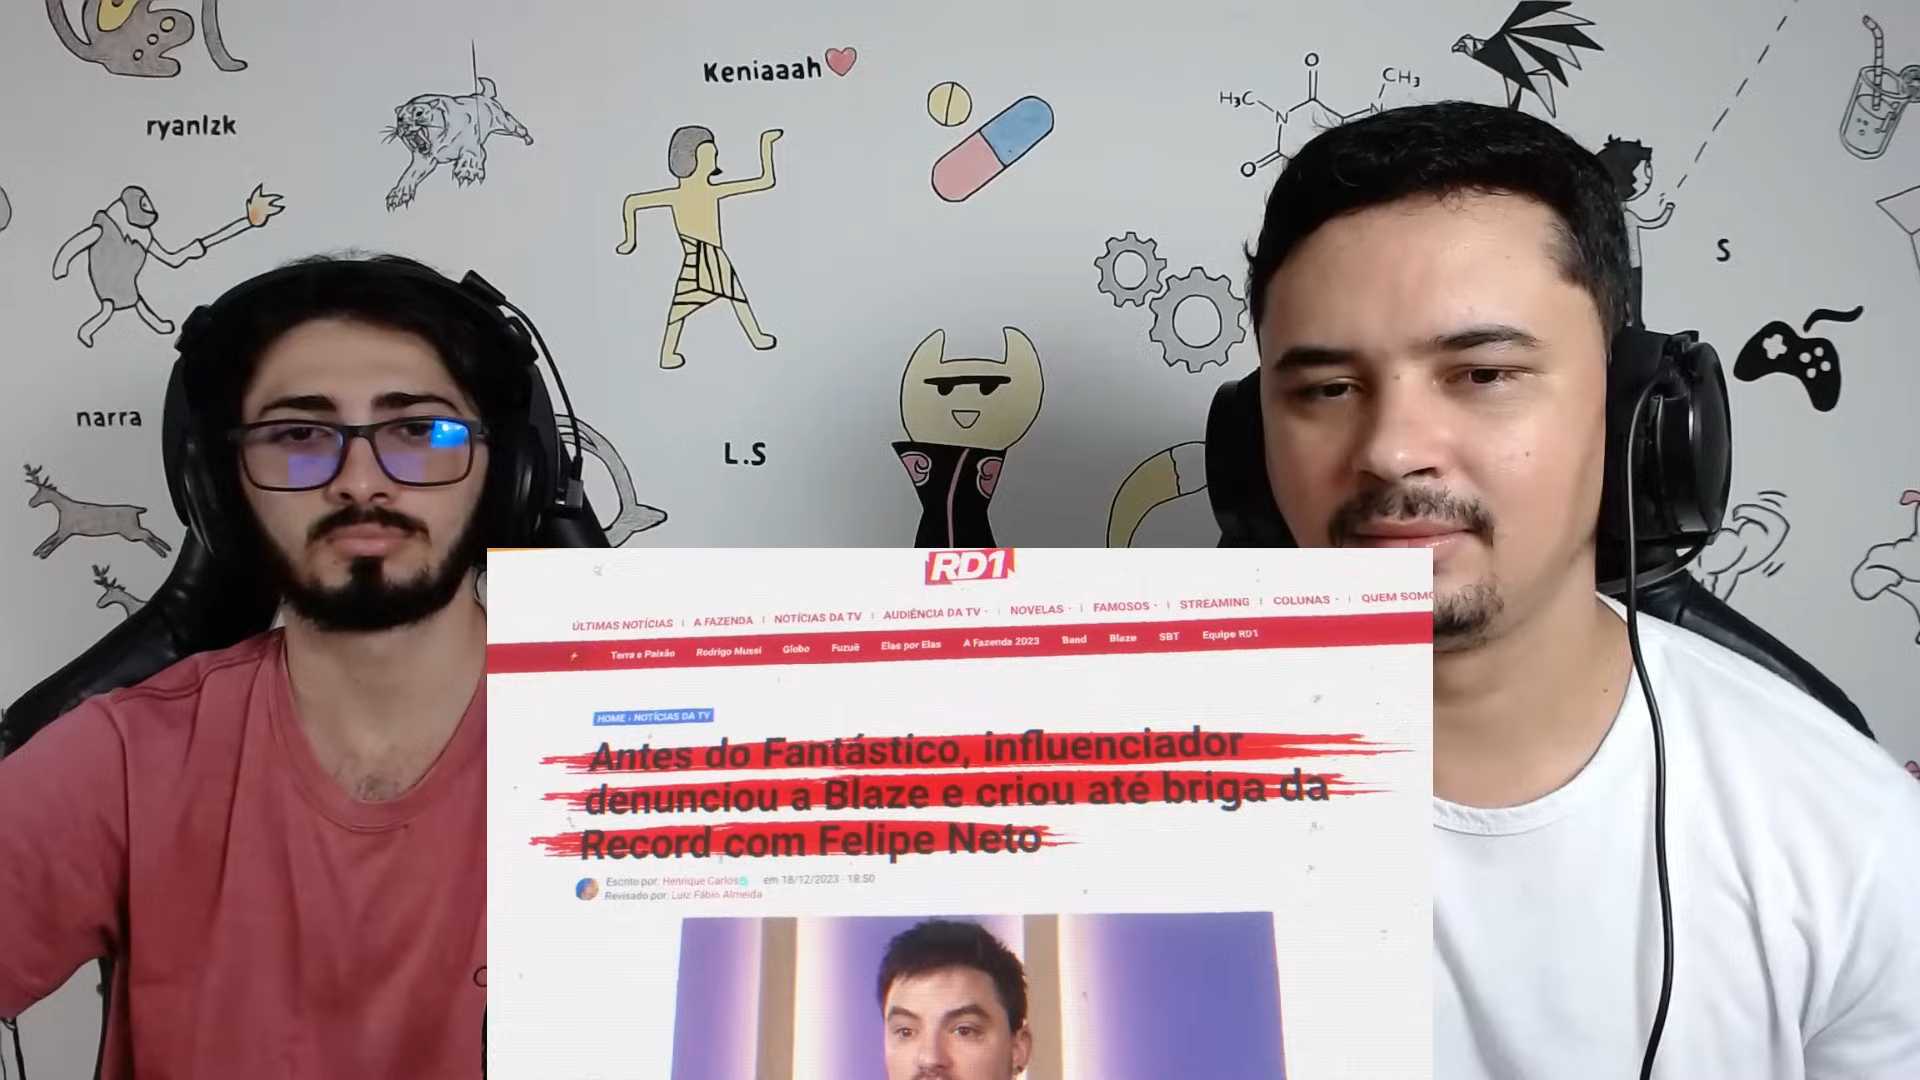 Keniaaah
ryanlzk
H₃C
O
CH₃
N
N
O
S
narra
L.S
RD1
ÚLTIMAS NOTÍCIAS | A FAZENDA | NOTÍCIAS DA TV | AUDIÊNCIA DA TV | NOVELAS | FAMOSOS | STREAMING | COLUNAS | QUEM SOMO
Terra e Paixão Rodrigo Mussi Globo Fuzuê Elas por Elas A Fazenda 2023 Band Blaze SBT Equipe RD1
HOME › NOTÍCIAS DA TV
Antes do Fantástico, influenciador
denunciou a Blaze e criou até briga da
Record com Felipe Neto
Escrito por: Henrique Carlos em 18/12/2023 - 18:50
Revisado por: Luiz Fábio Almeida